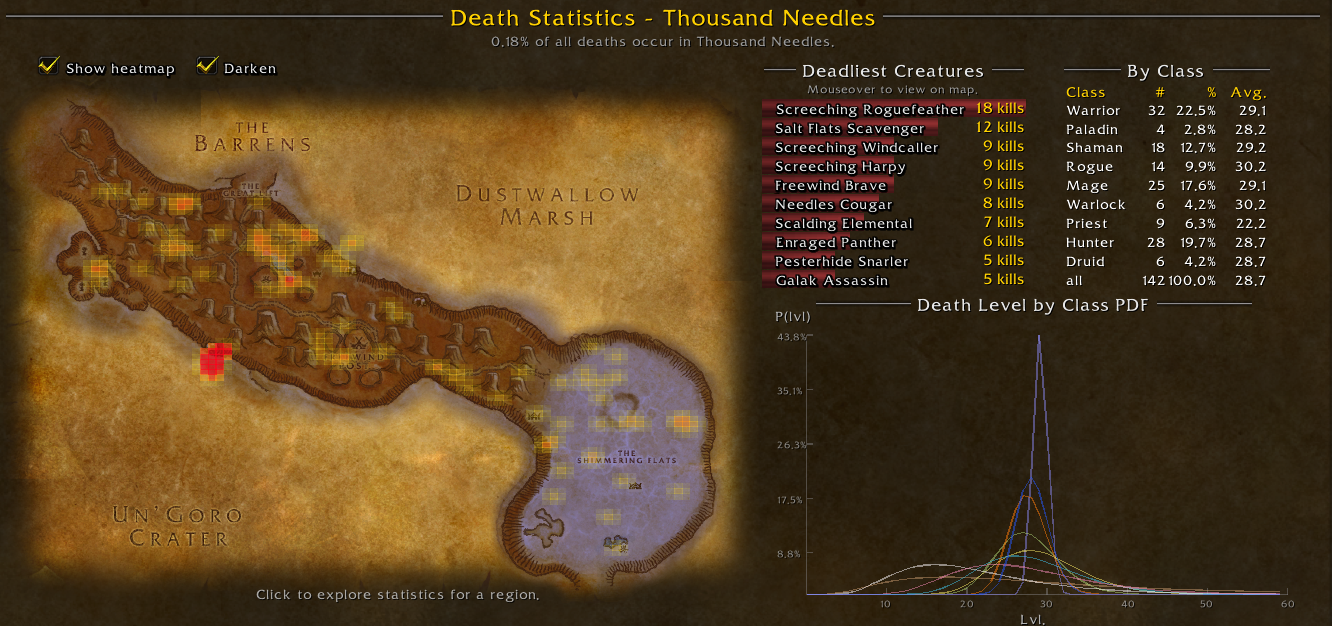 Death Statistics - Thousand Needles
0.18% of all deaths occur in Thousand Needles.
Show heatmap Darken
THE BARRENS
THE GREAT LIFT
DUSTWALLOW MARSH
THE SHIMMERING FLATS
UN'GORO CRATER
Click to explore statistics for a region.
Deadliest Creatures
Mouseover to view on map.
Screeching Roguefeather 18 kills
Salt Flats Scavenger 12 kills
Screeching Windcaller 9 kills
Screeching Harpy 9 kills
Freewind Brave 9 kills
Needles Cougar 8 kills
Scalding Elemental 7 kills
Enraged Panther 6 kills
Pesterhide Snarler 5 kills
Galak Assassin 5 kills
By Class
Class # % Avg.
Warrior 32 22.5% 29.1
Paladin 4 2.8% 28.2
Shaman 18 12.7% 29.2
Rogue 14 9.9% 30.2
Mage 25 17.6% 29.1
Warlock 6 4.2% 30.2
Priest 9 6.3% 22.2
Hunter 28 19.7% 28.7
Druid 6 4.2% 28.7
all 142 100.0% 28.7
Death Level by Class PDF
P(lvl)
43.8%
35.1%
26.3%
17.5%
8.8%
10 20 30 40 50 60
Lvl.